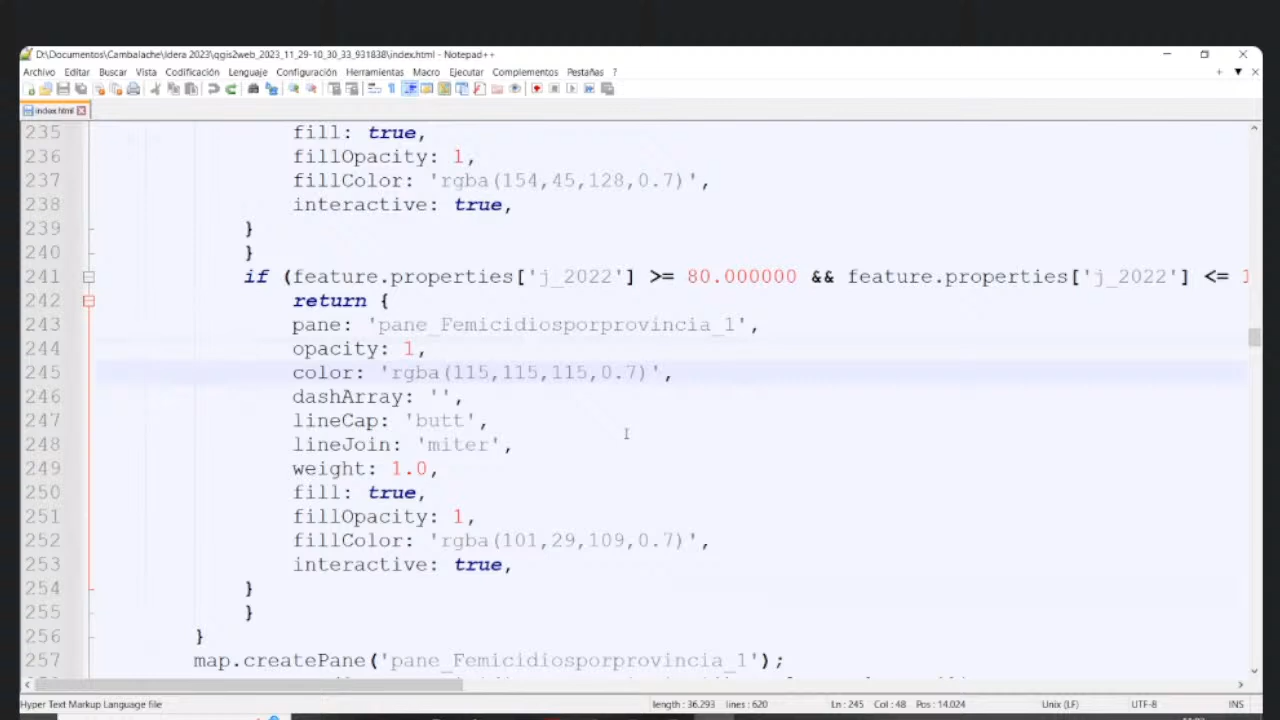 D:\Documentos\Cambalache\Idera 2023\qgis2web_2023_11_29-10_30_33_931838\index.html - Notepad++
Archivo Editar Buscar Vista Codificación Lenguaje Configuración Herramientas Macro Ejecutar Complementos Pestañas ?
index.html
235 fill: true,
236 fillOpacity: 1,
237 fillColor: 'rgba(154,45,128,0.7)',
238 interactive: true,
239 }
240 }
241 if (feature.properties['j_2022'] >= 80.000000 && feature.properties['j_2022'] <= 1
242 return {
243 pane: 'pane_Femicidiosporprovincia_1',
244 opacity: 1,
245 color: 'rgba(115,115,115,0.7)',
246 dashArray: '',
247 lineCap: 'butt',
248 lineJoin: 'miter',
249 weight: 1.0,
250 fill: true,
251 fillOpacity: 1,
252 fillColor: 'rgba(101,29,109,0.7)',
253 interactive: true,
254 }
255 }
256 }
257 map.createPane('pane_Femicidiosporprovincia_1');
Hyper Text Markup Language file length : 36.293 lines : 620 Ln : 245 Col : 48 Pos : 14.024 Unix (LF) UTF-8 INS